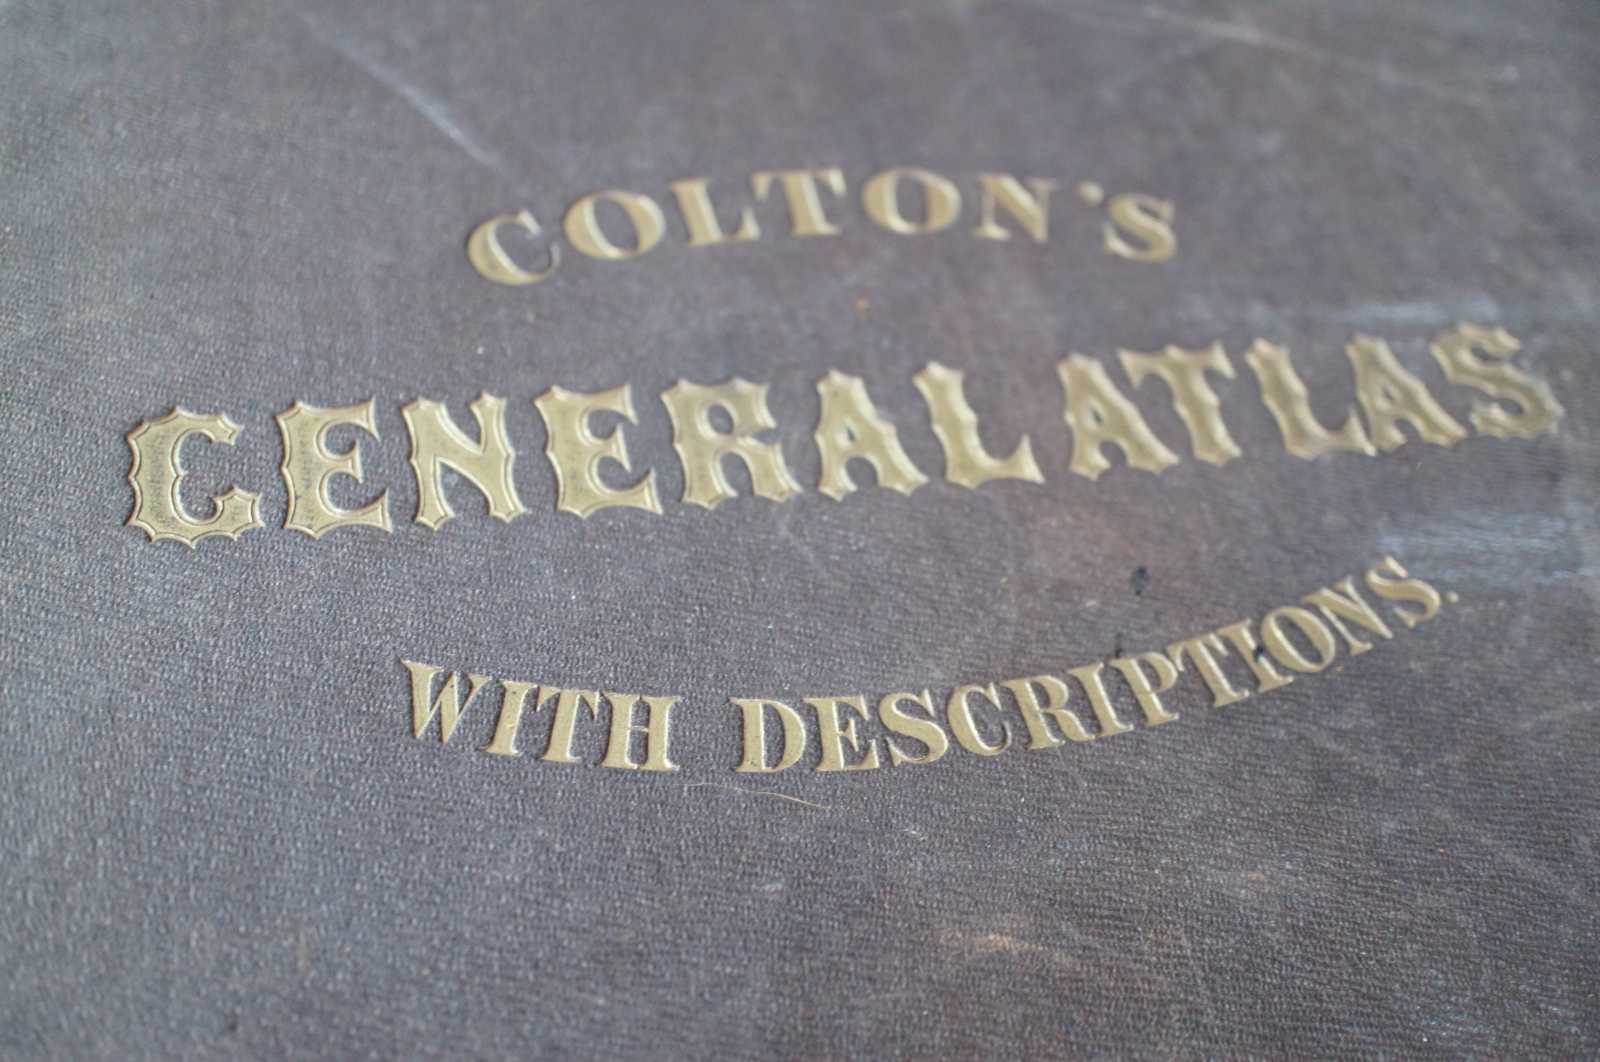 COLTON'S
GENERAL ATLAS
WITH DESCRIPTIONS.